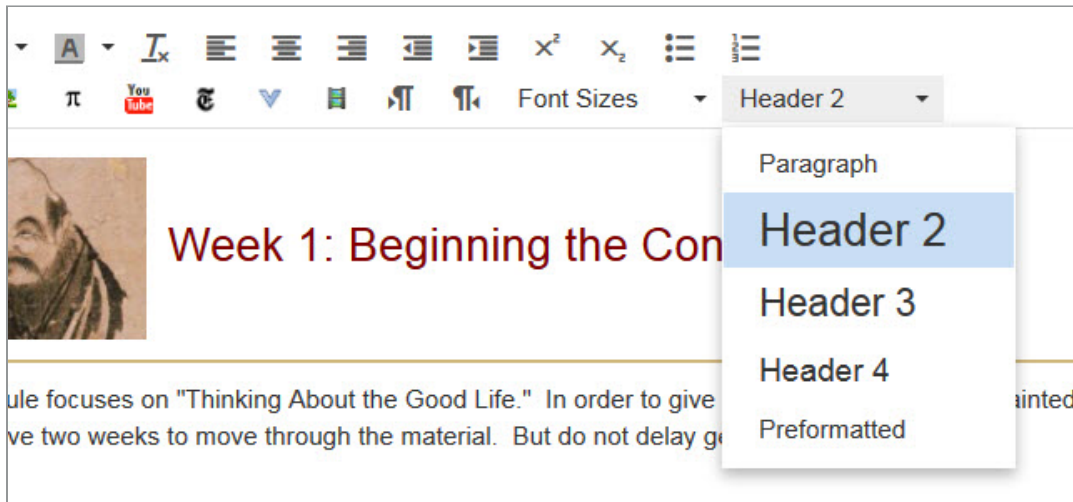 A
You Tube
Font Sizes
Header 2
Paragraph
Header 2
Header 3
Header 4
Preformatted
Week 1: Beginning the Con
ule focuses on "Thinking About the Good Life." In order to give ainted
ve two weeks to move through the material. But do not delay ge